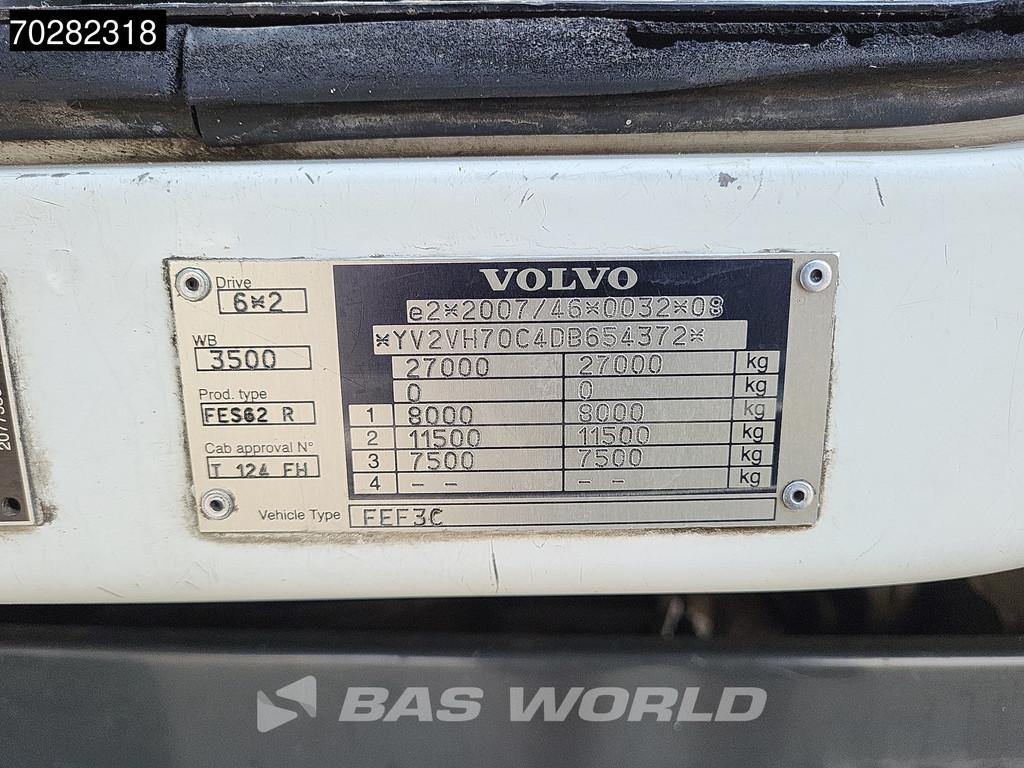 70282318
VOLVO
e2*2007/46*0032*08
*YV2VH70C4DB654372*
Drive
6*2
WB
3500
Prod. type
FES62 R
Cab approval N°
T 124 FH
27000 27000 kg
0 0 kg
1 8000 8000 kg
2 11500 11500 kg
3 7500 7500 kg
4 - - - - kg
Vehicle Type FEF3C
BAS WORLD